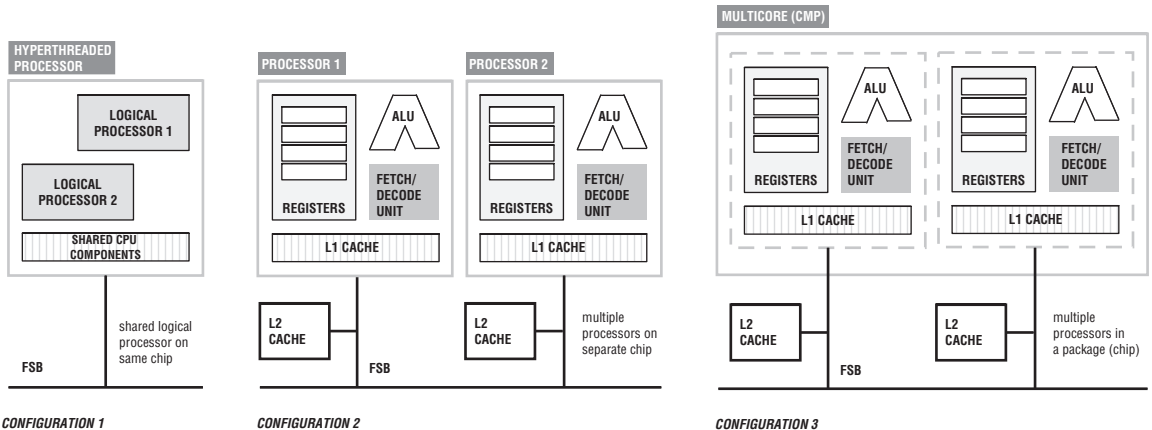 HYPERTHREADED
PROCESSOR
LOGICAL
PROCESSOR 1
LOGICAL
PROCESSOR 2
SHARED CPU
COMPONENTS
shared logical
processor on
same chip
FSB
CONFIGURATION 1
PROCESSOR 1
ALU
REGISTERS
FETCH/
DECODE
UNIT
L1 CACHE
L2
CACHE
PROCESSOR 2
ALU
REGISTERS
FETCH/
DECODE
UNIT
L1 CACHE
L2
CACHE
multiple
processors on
separate chip
FSB
CONFIGURATION 2
MULTICORE (CMP)
ALU
REGISTERS
FETCH/
DECODE
UNIT
L1 CACHE
L2
CACHE
ALU
REGISTERS
FETCH/
DECODE
UNIT
L1 CACHE
L2
CACHE
multiple
processors in
a package (chip)
FSB
CONFIGURATION 3